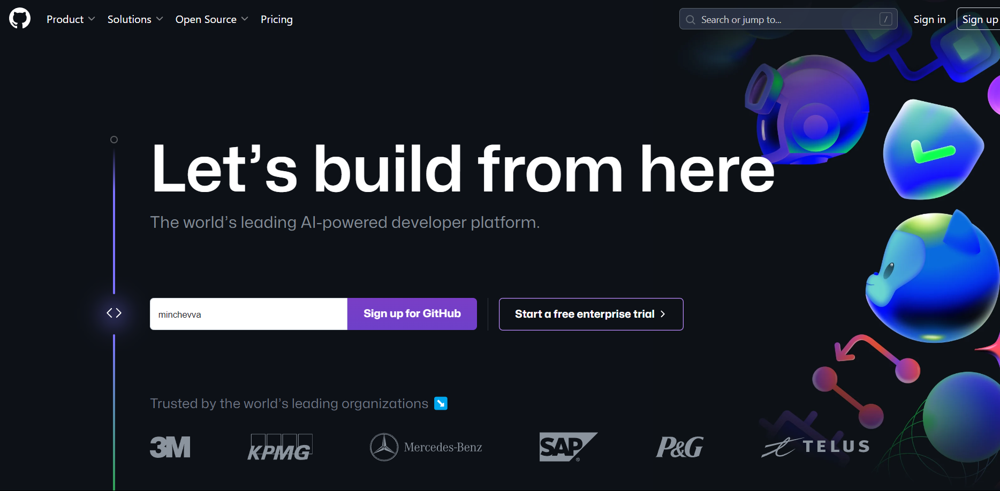 Product Solutions Open Source Pricing Search or jump to... / Sign in Sign up
Let’s build from here
The world’s leading AI-powered developer platform.
minchevva Sign up for GitHub Start a free enterprise trial
Trusted by the world’s leading organizations
3M KPMG Mercedes-Benz SAP® P&G TELUS